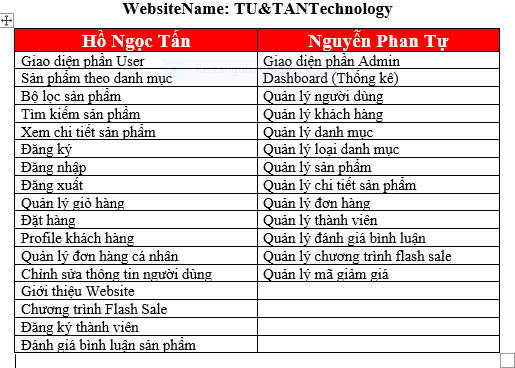 WebsiteName: TU&TANTechnology
Hồ Ngọc Tấn	Nguyễn Phan Tự
Giao diện phần User	Giao diện phần Admin
Sản phẩm theo danh mục	Dashboard (Thống kê)
Bộ lọc sản phẩm	Quản lý người dùng
Tìm kiếm sản phẩm	Quản lý khách hàng
Xem chi tiết sản phẩm	Quản lý danh mục
Đăng ký	Quản lý loại danh mục
Đăng nhập	Quản lý sản phẩm
Đăng xuất	Quản lý chi tiết sản phẩm
Quản lý giỏ hàng	Quản lý đơn hàng
Đặt hàng	Quản lý thành viên
Profile khách hàng	Quản lý đánh giá bình luận
Quản lý đơn hàng cá nhân	Quản lý chương trình flash sale
Chỉnh sửa thông tin người dùng	Quản lý mã giảm giá
Giới thiệu Website
Chương trình Flash Sale
Đăng ký thành viên
Đánh giá bình luận sản phẩm